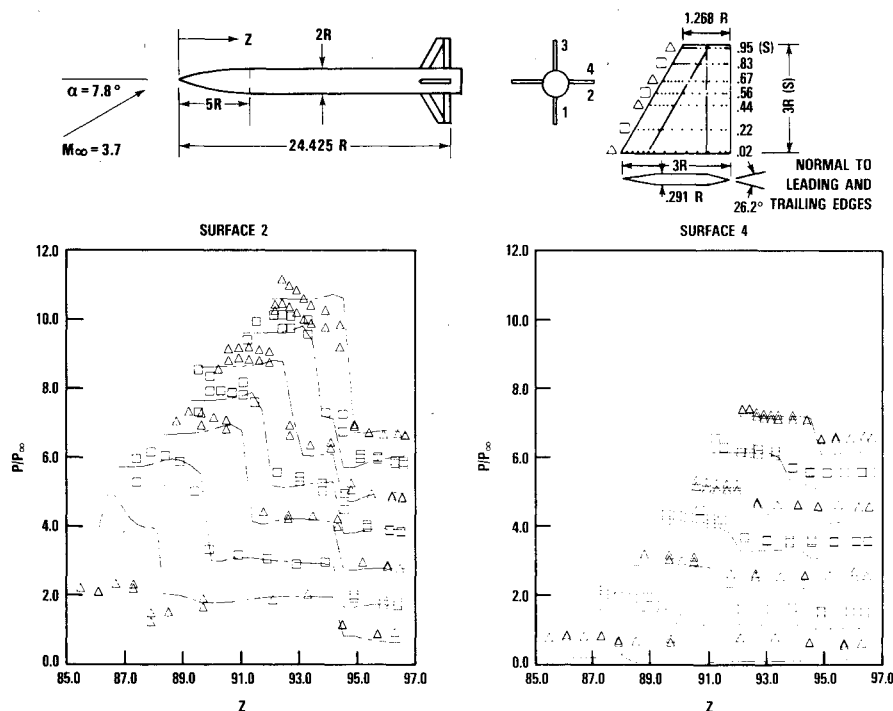 Z
2R
α = 7.8°
5R
M∞ = 3.7
24.425 R
3
4
2
1
1.268 R
.95 (S)
.83
.67
.56
.44
.22
.02
3R (S)
3R
.291 R
26.2°
NORMAL TO
LEADING AND
TRAILING EDGES
SURFACE 2
12.0
10.0
8.0
6.0
4.0
2.0
0.0
P/P∞
85.0 87.0 89.0 91.0 93.0 95.0 97.0
Z
SURFACE 4
12.0
10.0
8.0
6.0
4.0
2.0
0.0
P/P∞
85.0 87.0 89.0 91.0 93.0 95.0 97.0
Z